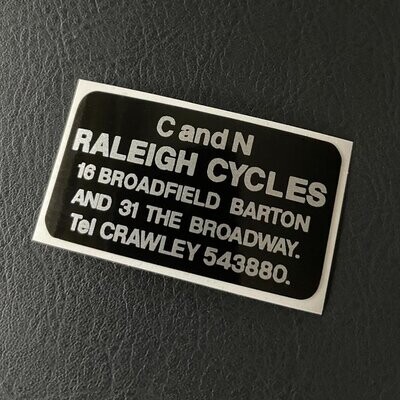 C and N
RALEIGH CYCLES
16 BROADFIELD BARTON
AND 31 THE BROADWAY.
Tel CRAWLEY 543880.